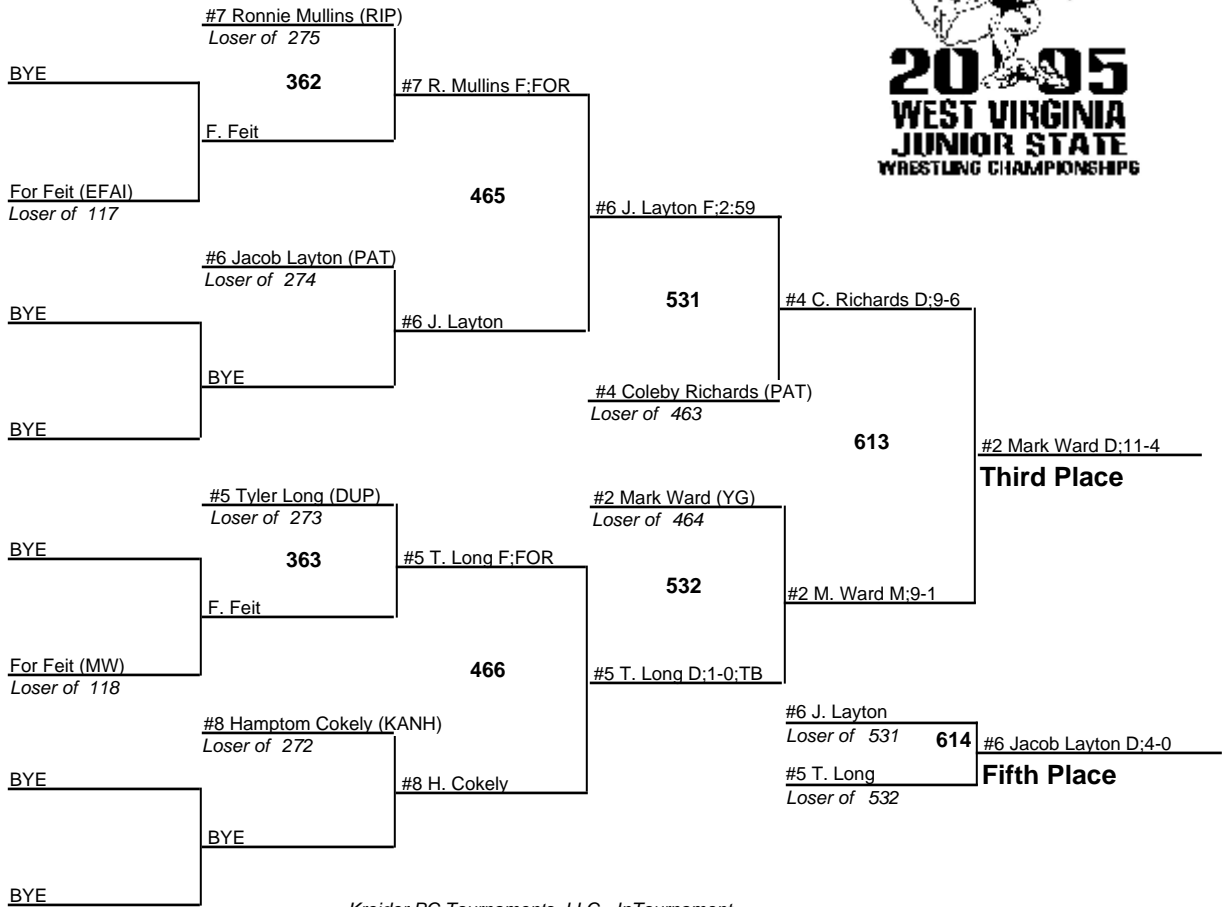 #7 Ronnie Mullins (RIP)
Loser of 275
BYE
362
#7 R. Mullins F;FOR
F. Feit
For Feit (EFAI)
Loser of 117
465
#6 J. Layton F;2:59
#6 Jacob Layton (PAT)
Loser of 274
531
#4 C. Richards D;9-6
BYE
#6 J. Layton
BYE
#4 Coleby Richards (PAT)
Loser of 463
BYE
613
#2 Mark Ward D;11-4
Third Place
#5 Tyler Long (DUP)
Loser of 273
#2 Mark Ward (YG)
Loser of 464
BYE
363
#5 T. Long F;FOR
532
#2 M. Ward M;9-1
F. Feit
For Feit (MW)
Loser of 118
466
#5 T. Long D;1-0;TB
#8 Hamptom Cokely (KANH)
Loser of 272
#6 J. Layton
Loser of 531
614
#6 Jacob Layton D;4-0
Fifth Place
#5 T. Long
Loser of 532
BYE
#8 H. Cokely
BYE
BYE
20 95
WEST VIRGINIA
JUNIOR STATE
WRESTLING CHAMPIONSHIPS